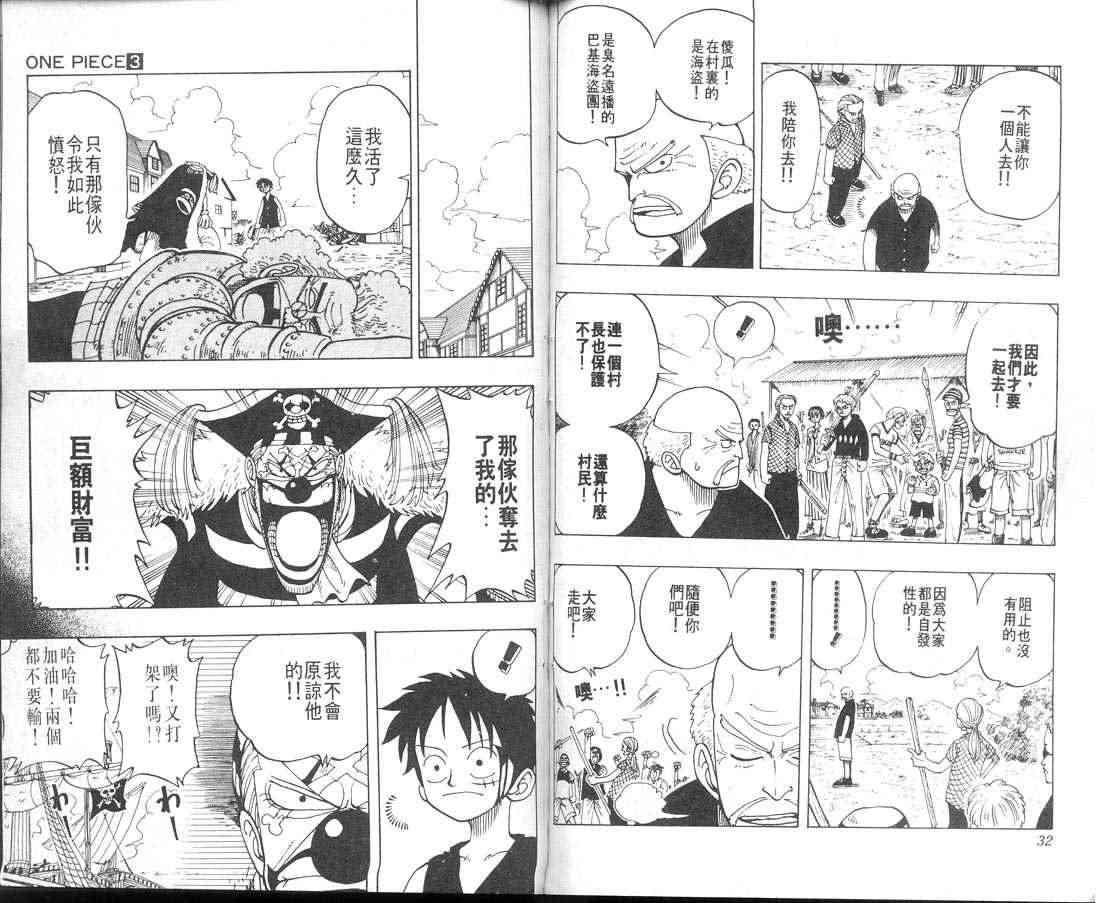 不能讓你
一個人去!!
我陪你去!!
傻瓜!
在村裏的
是海盜!
是臭名遠播的
巴基海盜團!
因此,
我們才要
一起去!
噢……
!
連一個村
長也保護
不了!
還算什麼
村民!
阻止也沒
有用的。
因爲大家
都是自發
性的!
隨便你
們吧!
大家
走吧!
噢…!!
32
ONE PIECE 3
我活了
這麼久…
只有那傢伙
令我如此
憤怒!
那傢伙奪去
了我的…
巨額財富!!
!
我不會
原諒他
的!!
噢!又打
架了嗎!?
哈哈哈!
加油!兩個
都不要輸!
わー
わー